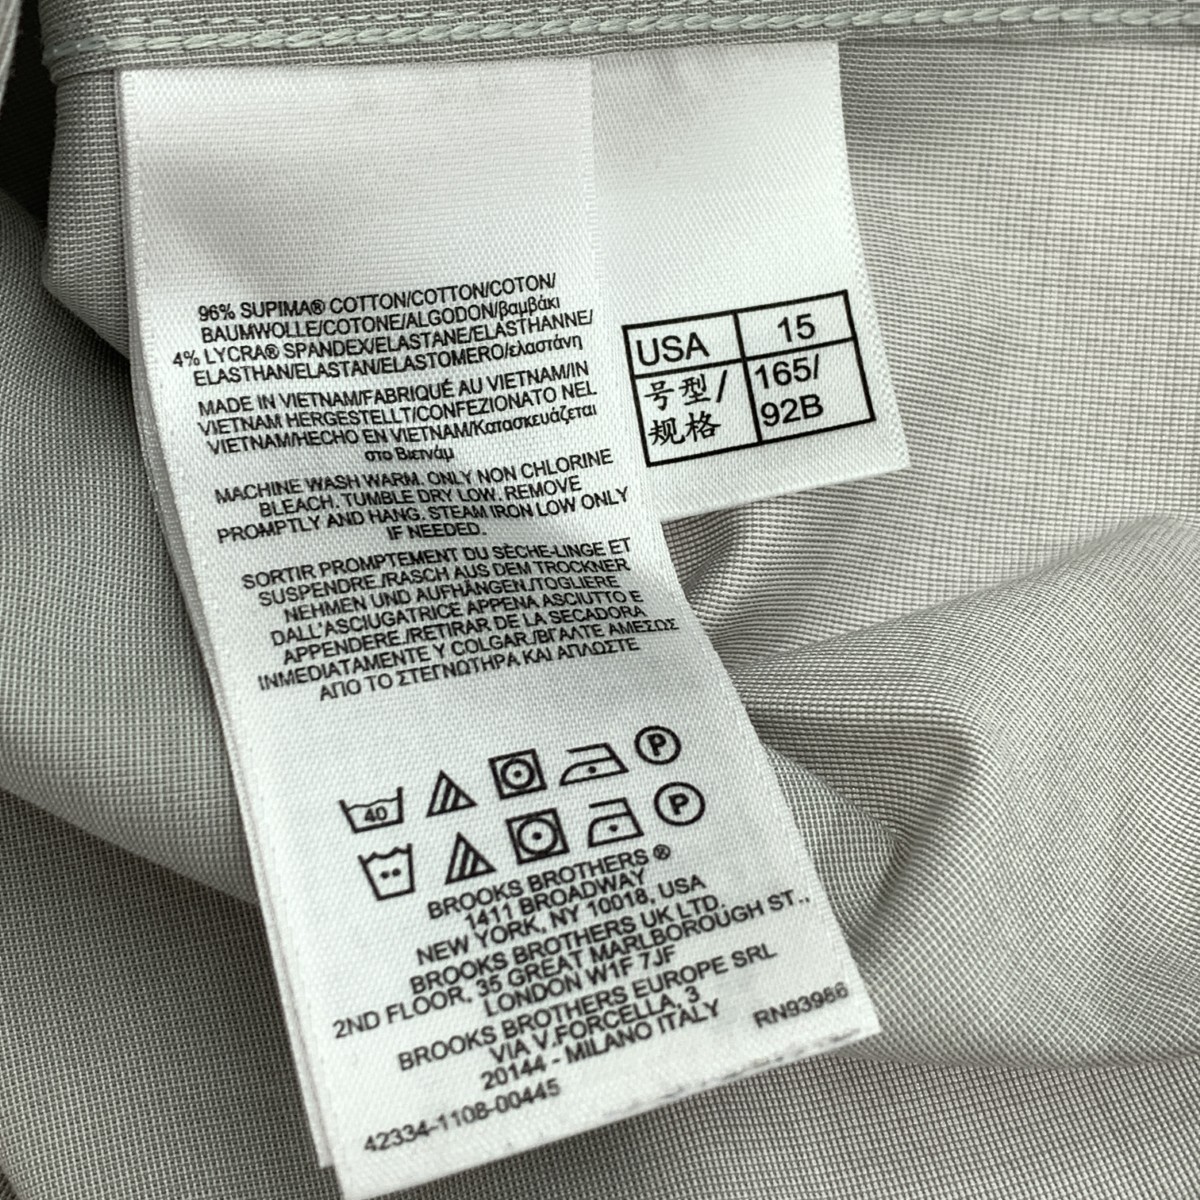 96% SUPIMA® COTTON/COTTON/COTON/
BAUMWOLLE/COTONE/ALGODON/βαμβάκι
4% LYCRA® SPANDEX/ELASTANE/ELASTHANNE/
ELASTHAN/ELASTAN/ELASTOMERO/ελαστάνη
MADE IN VIETNAM/FABRIQUÉ AU VIETNAM/IN
VIETNAM HERGESTELLT/CONFEZIONATO NEL
VIETNAM/HECHO EN VIETNAM/Κατασκευάζεται
στο Βιετνάμ
MACHINE WASH WARM. ONLY NON CHLORINE
BLEACH. TUMBLE DRY LOW. REMOVE
PROMPTLY AND HANG. STEAM IRON LOW ONLY
IF NEEDED.
SORTIR PROMPTEMENT DU SÈCHE-LINGE ET
SUSPENDRE./RASCH AUS DEM TROCKNER
NEHMEN UND AUFHÄNGEN./TOGLIERE
DALL'ASCIUGATRICE APPENA ASCIUTTO E
APPENDERE./RETIRAR DE LA SECADORA
INMEDIATAMENTE Y COLGAR./ΒΓΑΛΤΕ ΑΜΕΣΩΣ
ΑΠΟ ΤΟ ΣΤΕΓΝΩΤΗΡΑ ΚΑΙ ΑΠΛΩΣΤΕ
40 P
P
BROOKS BROTHERS ®
1411 BROADWAY
NEW YORK, NY 10018, USA
BROOKS BROTHERS UK LTD.
2ND FLOOR, 35 GREAT MARLBOROUGH ST.,
LONDON W1F 7JF
BROOKS BROTHERS EUROPE SRL
VIA V.FORCELLA, 3
20144 - MILANO ITALY
RN93986
42334-1108-00445
USA 15
号型/ 165/
规格 92B